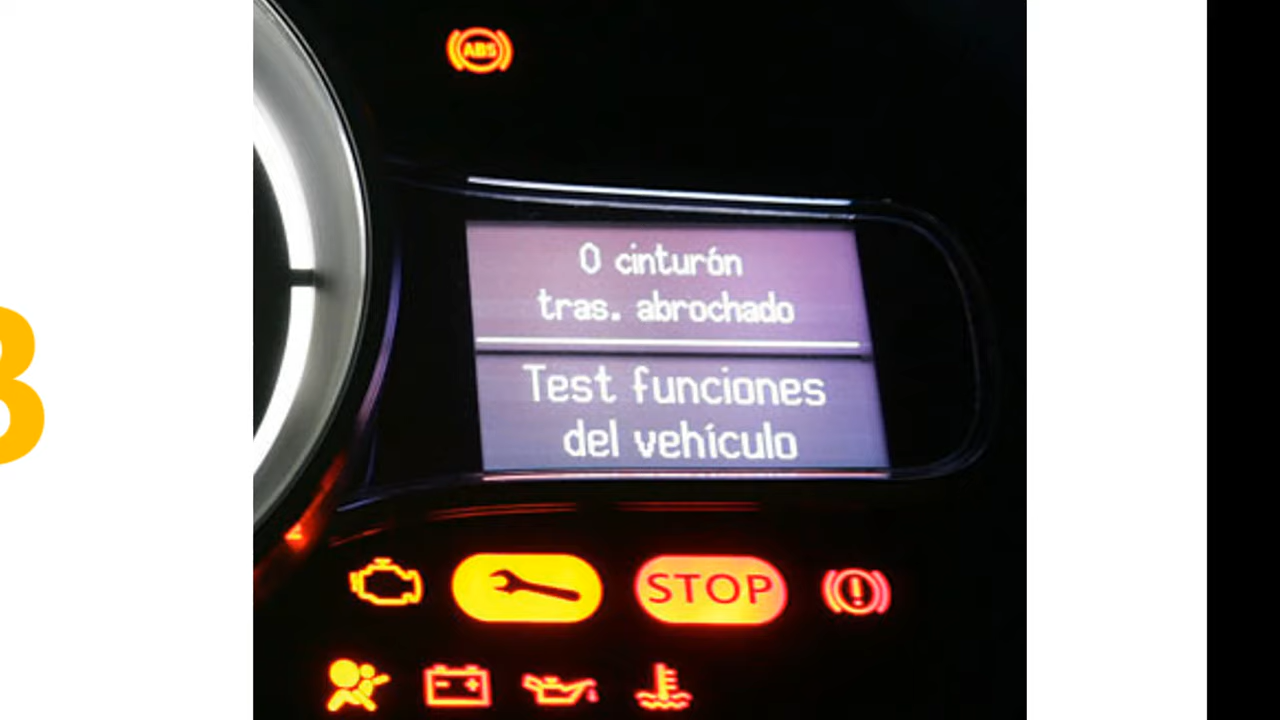 ABS
0 cinturón
tras. abrochado
Test funciones
del vehículo
STOP